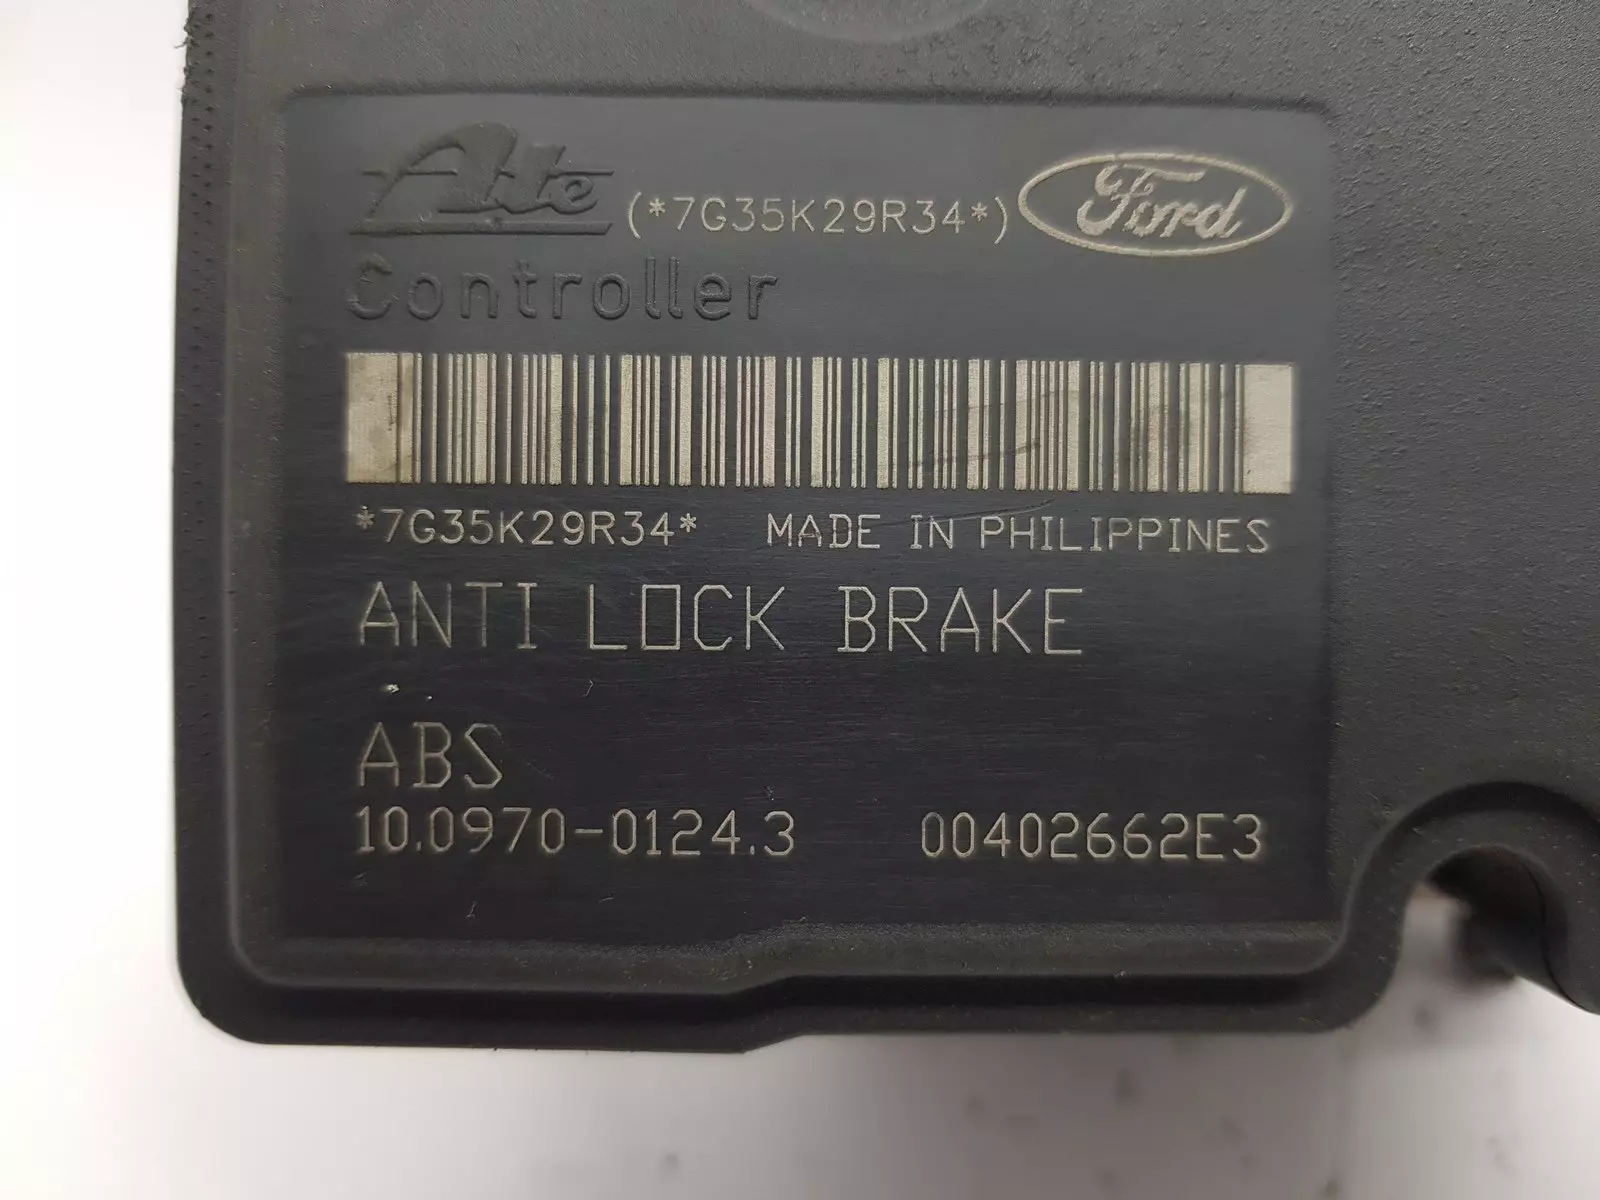 Ate (*7G35K29R34*) Ford
Controller
*7G35K29R34* MADE IN PHILIPPINES
ANTI LOCK BRAKE
ABS
10.0970-0124.3 00402662E3